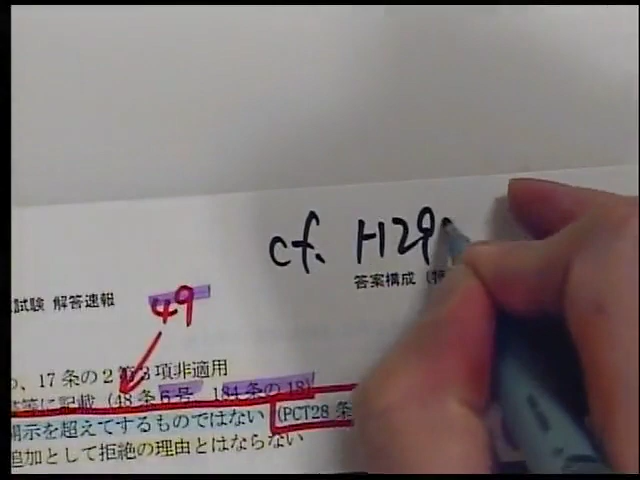 cf. H29
答案構成
試験 解答速報
49
、17条の2第3項非適用
に記載(48条6号、184条の18)
開示を超えてするものではない(PCT28条
追加として拒絶の理由とはならない